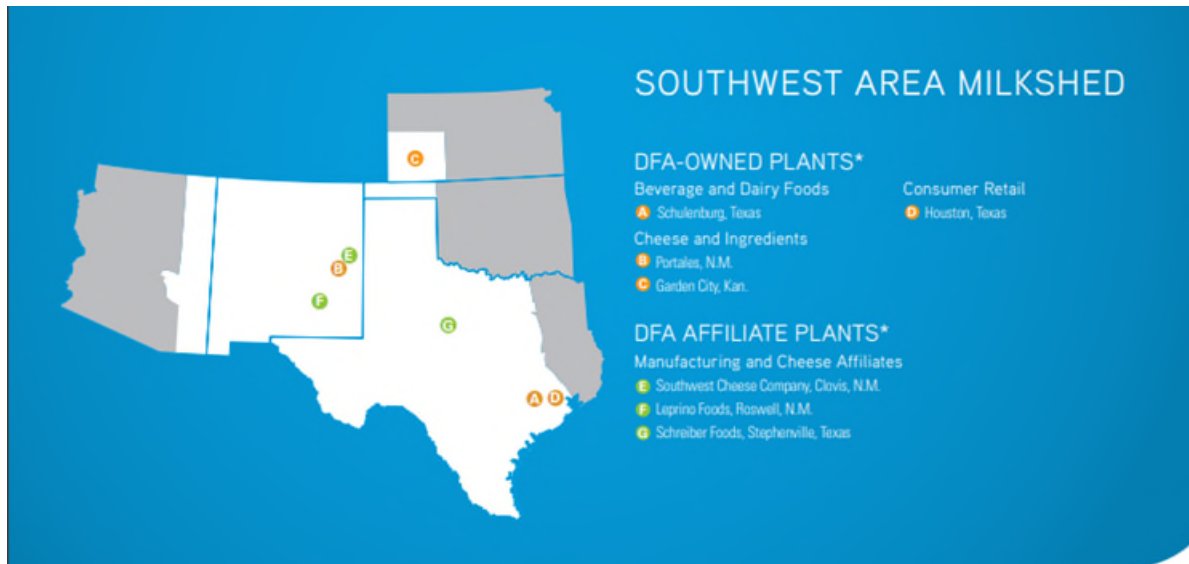 SOUTHWEST AREA MILKSHED
DFA-OWNED PLANTS*
Beverage and Dairy Foods
A Schulenburg, Texas
Cheese and Ingredients
B Portales, N.M.
C Garden City, Kan.
Consumer Retail
D Houston, Texas
DFA AFFILIATE PLANTS*
Manufacturing and Cheese Affiliates
E Southwest Cheese Company, Clovis, N.M.
F Leprino Foods, Roswell, N.M.
G Schreiber Foods, Stephenville, Texas
C
E
B
F
G
A
D